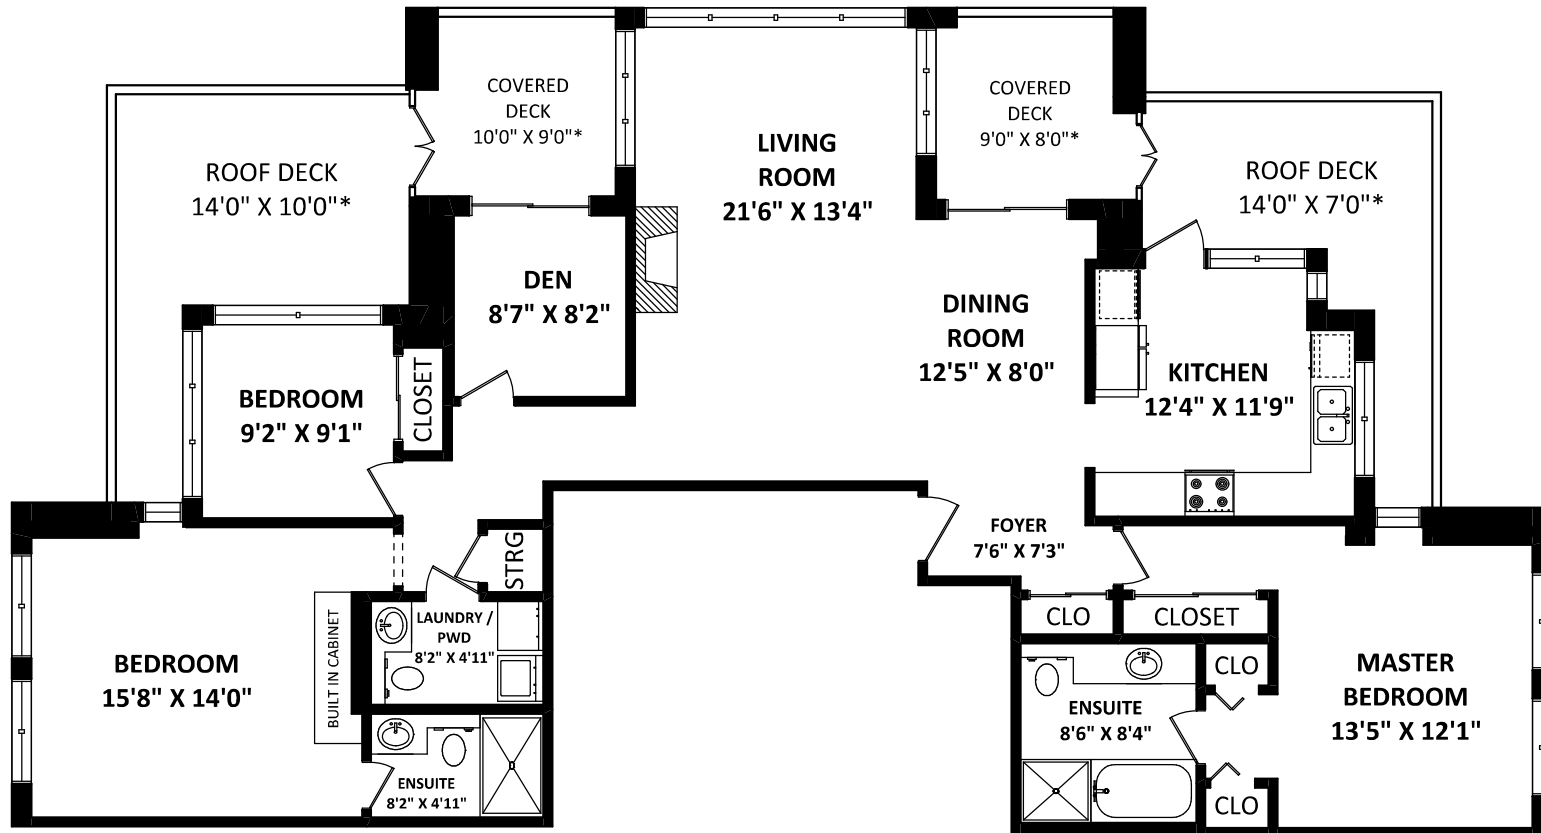 COVERED
DECK
10'0" X 9'0"*
COVERED
DECK
9'0" X 8'0"*
LIVING
ROOM
21'6" X 13'4"
ROOF DECK
14'0" X 10'0"*
ROOF DECK
14'0" X 7'0"*
DEN
8'7" X 8'2"
DINING
ROOM
12'5" X 8'0"
KITCHEN
12'4" X 11'9"
BEDROOM
9'2" X 9'1"
CLOSET
FOYER
7'6" X 7'3"
STRG
LAUNDRY /
PWD
8'2" X 4'11"
CLO
CLOSET
BUILT IN CABINET
BEDROOM
15'8" X 14'0"
CLO
MASTER
BEDROOM
13'5" X 12'1"
ENSUITE
8'6" X 8'4"
ENSUITE
8'2" X 4'11"
CLO